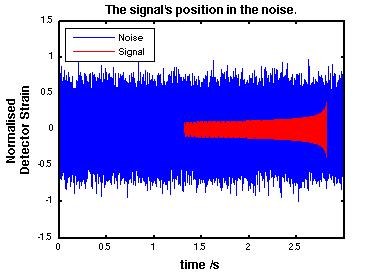 The signal's position in the noise.
1.5
Noise
Signal
1
0.5
0
-0.5
-1
-1.5
Normalised
Detector Strain
0 0.5 1 1.5 2 2.5
time /s